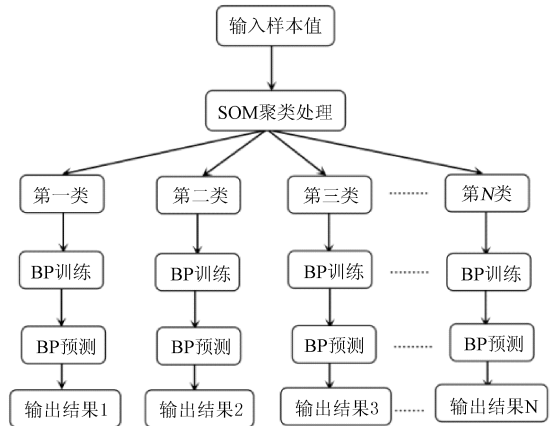 输入样本值
SOM聚类处理
第一类 第二类 第三类 ........ 第N类
BP训练 BP训练 BP训练 ........ BP训练
BP预测 BP预测 BP预测 ........ BP预测
输出结果1 输出结果2 输出结果3 ...... 输出结果N